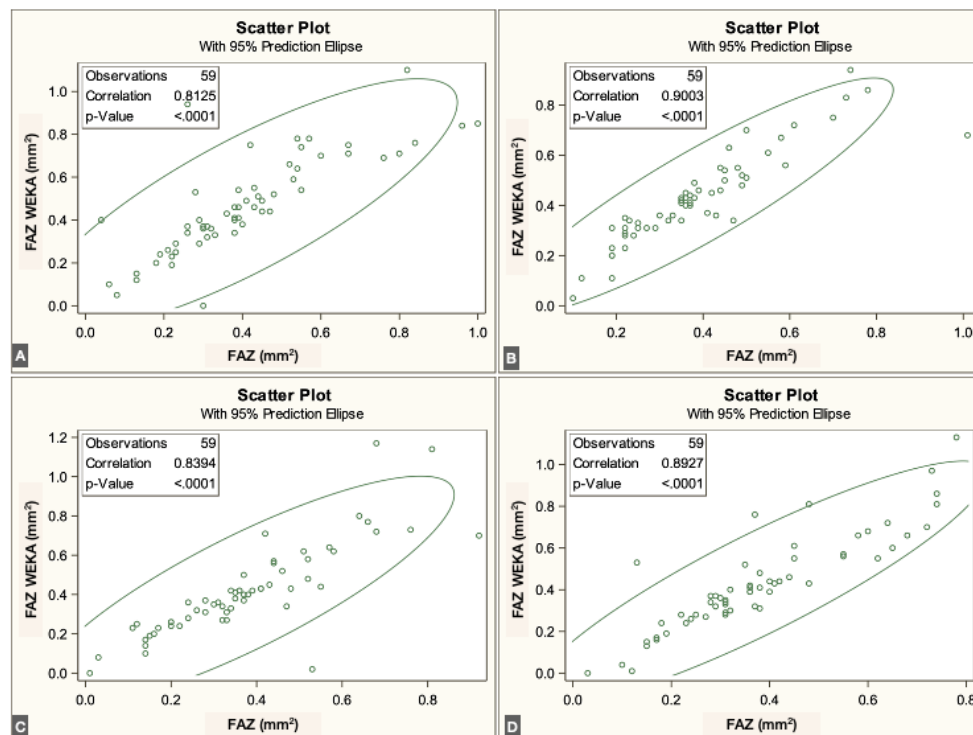 Scatter Plot
With 95% Prediction Ellipse
Observations 59
Correlation 0.8125
p-Value <.0001
FAZ WEKA (mm²)
1.0
0.8
0.6
0.4
0.2
0.0
0.0 0.2 0.4 0.6 0.8 1.0
FAZ (mm²)
A
Scatter Plot
With 95% Prediction Ellipse
Observations 59
Correlation 0.9003
p-Value <.0001
FAZ WEKA (mm²)
0.8
0.6
0.4
0.2
0.0
0.2 0.4 0.6 0.8 1.0
FAZ (mm²)
B
Scatter Plot
With 95% Prediction Ellipse
Observations 59
Correlation 0.8394
p-Value <.0001
FAZ WEKA (mm²)
1.2
1.0
0.8
0.6
0.4
0.2
0.0
0.0 0.2 0.4 0.6 0.8
FAZ (mm²)
C
Scatter Plot
With 95% Prediction Ellipse
Observations 59
Correlation 0.8927
p-Value <.0001
FAZ WEKA (mm²)
1.0
0.8
0.6
0.4
0.2
0.0
0.0 0.2 0.4 0.6 0.8
FAZ (mm²)
D